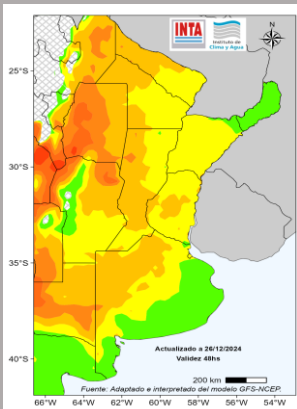 INTA
Instituto de
Clima y Agua
N
25°S
30°S
35°S
40°S
Actualizado a 26/12/2024
Validez 48hs
200 km
Fuente: Adaptado e interpretado del modelo GFS-NCEP.
66°W 64°W 62°W 60°W 58°W 56°W 54°W